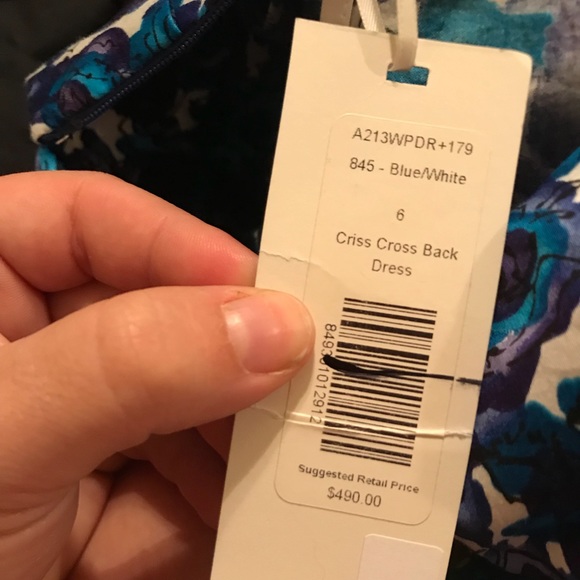 A213WPDR+179
845 - Blue/White
6
Criss Cross Back
Dress
Suggested Retail Price
$490.00